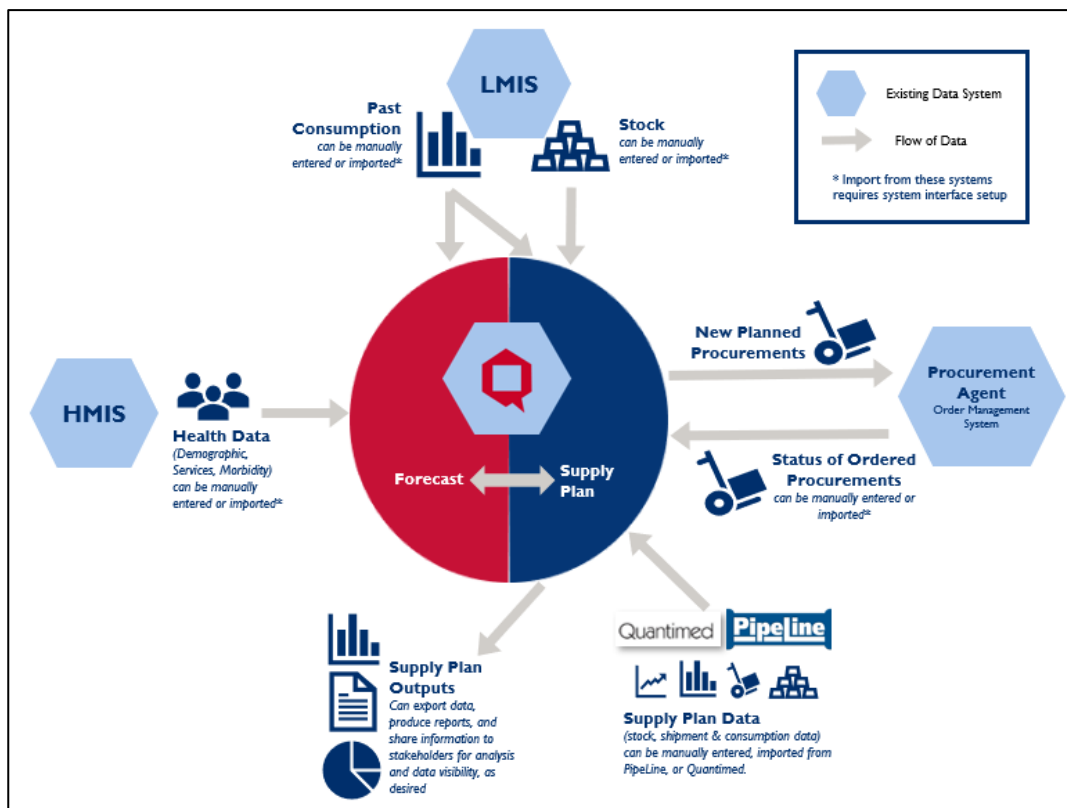 LMIS
Past
Consumption
can be manually
entered or imported*
Stock
can be manually
entered or imported*
Existing Data System
Flow of Data
* Import from these systems
requires system interface setup
HMIS
Health Data
(Demographic,
Services, Morbidity)
can be manually
entered or imported*
Forecast
Supply
Plan
New Planned
Procurements
Procurement
Agent
Order Management
System
Status of Ordered
Procurements
can be manually entered or
imported*
Supply Plan
Outputs
Can export data,
produce reports, and
share information to
stakeholders for analysis
and data visibility, as
desired
Quantimed
PipeLine
Supply Plan Data
(stock, shipment & consumption data)
can be manually entered, imported from
PipeLine, or Quantimed.